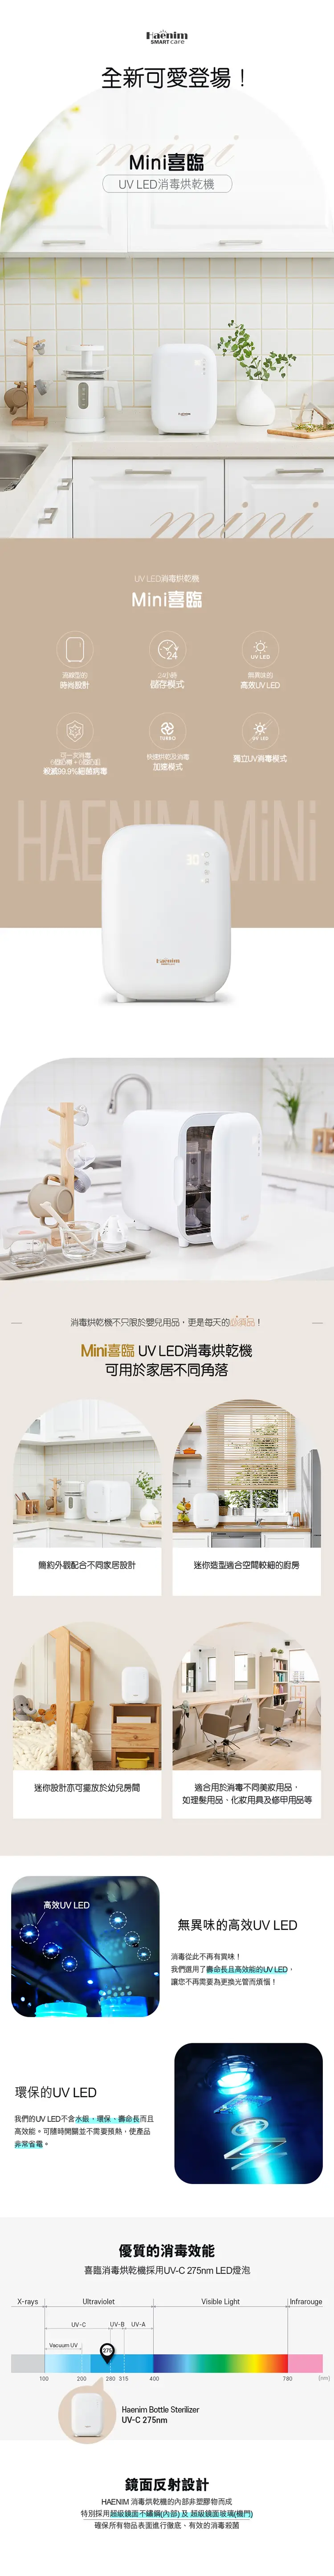 Haenim
SMART care
全新可愛登場！
mini
Mini喜臨
UV LED消毒烘乾機
mini
UV LED消毒烘乾機
Mini喜臨
流線型的
時尚設計
24
24小時
儲存模式
UV LED
無異味的
高效UV LED
可一次消毒
殺滅99.9%細菌病毒
TURBO
快速烘乾及消毒
加速模式
UV LED
獨立UV消毒模式
HAENIM MiNi
30
Haenim
消毒烘乾機不只限於嬰兒用品，更是每天的必需品！
Mini喜臨 UV LED消毒烘乾機
可用於家居不同角落
簡約外觀配合不同家居設計
迷你造型適合空間較細的廚房
迷你設計亦可擺放於幼兒房間
適合用於消毒不同美妝用品，
如理髮用品、化妝用具及修甲用品等
高效UV LED
無異味的高效UV LED
消毒從此不再有異味！
我們選用了壽命長且高效能的UV LED，
讓您不再需要為更換光管而煩惱！
環保的UV LED
我們的UV LED不含水銀、環保、壽命長而且
高效能。可隨時開關並不需要預熱，使產品
非常省電。
優質的消毒效能
喜臨消毒烘乾機採用UV-C 275nm LED燈泡
X-rays Ultraviolet Visible Light Infrarouge
UV-C UV-B UV-A
Vacuum UV
275
100 200 280 315 400 780 (nm)
Haenim Bottle Sterilizer
UV-C 275nm
鏡面反射設計
HAENIM 消毒烘乾機的內部非塑膠物而成
特別採用超級鏡面不鏽鋼(內部) 及 超級鏡面玻璃(機門)
確保所有物品表面進行徹底、有效的消毒殺菌